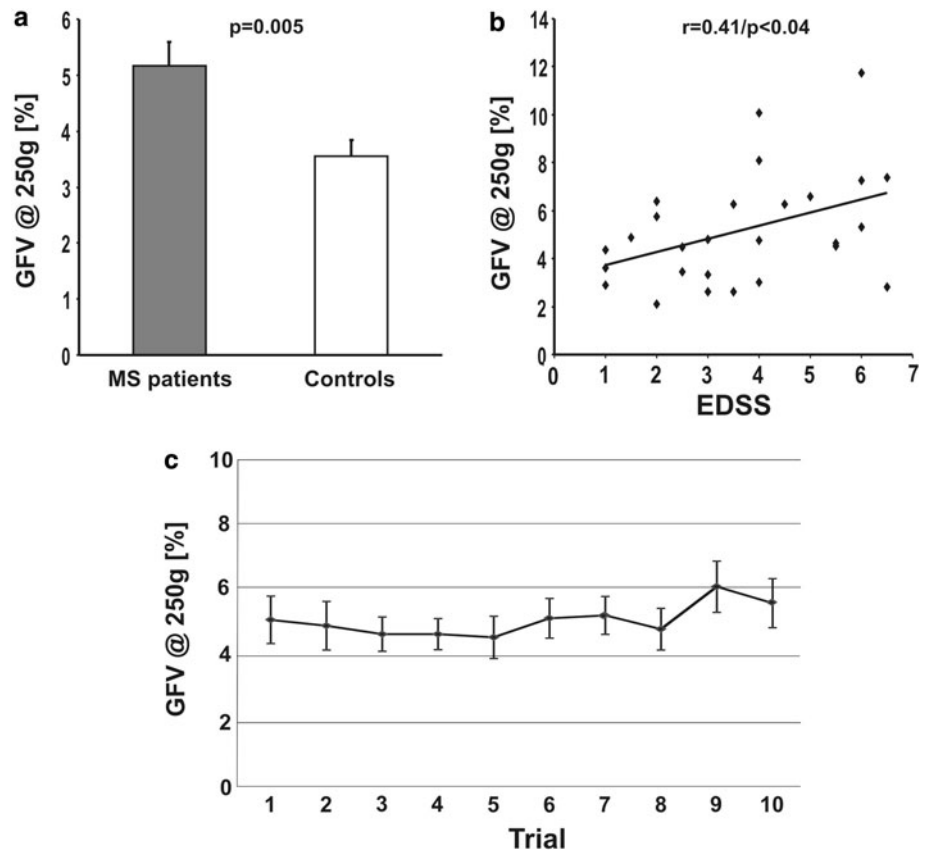 a
p=0.005
GFV @ 250g [%]
6
5
4
3
2
1
0
MS patients Controls
b
r=0.41/p<0.04
GFV @ 250g [%]
14
12
10
8
6
4
2
0
0 1 2 3 4 5 6 7
EDSS
c
GFV @ 250g [%]
10
8
6
4
2
0
1 2 3 4 5 6 7 8 9 10
Trial